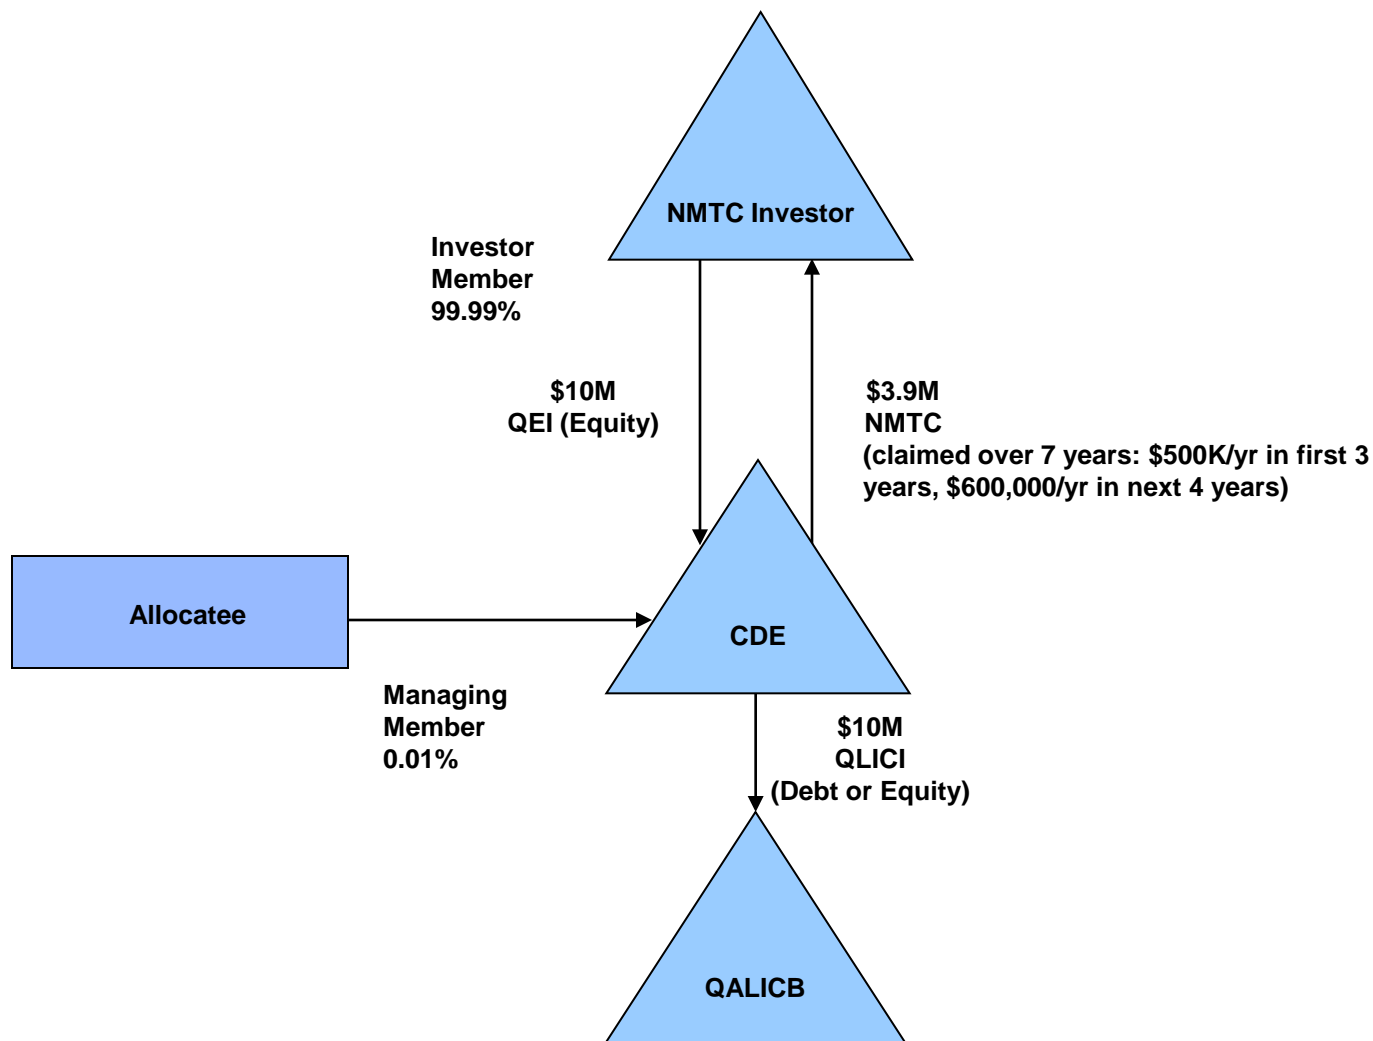 NMTC Investor
Investor
Member
99.99%
$10M
QEI (Equity)
$3.9M
NMTC
(claimed over 7 years: $500K/yr in first 3
years, $600,000/yr in next 4 years)
Allocatee
CDE
Managing
Member
0.01%
$10M
QLICI
(Debt or Equity)
QALICB